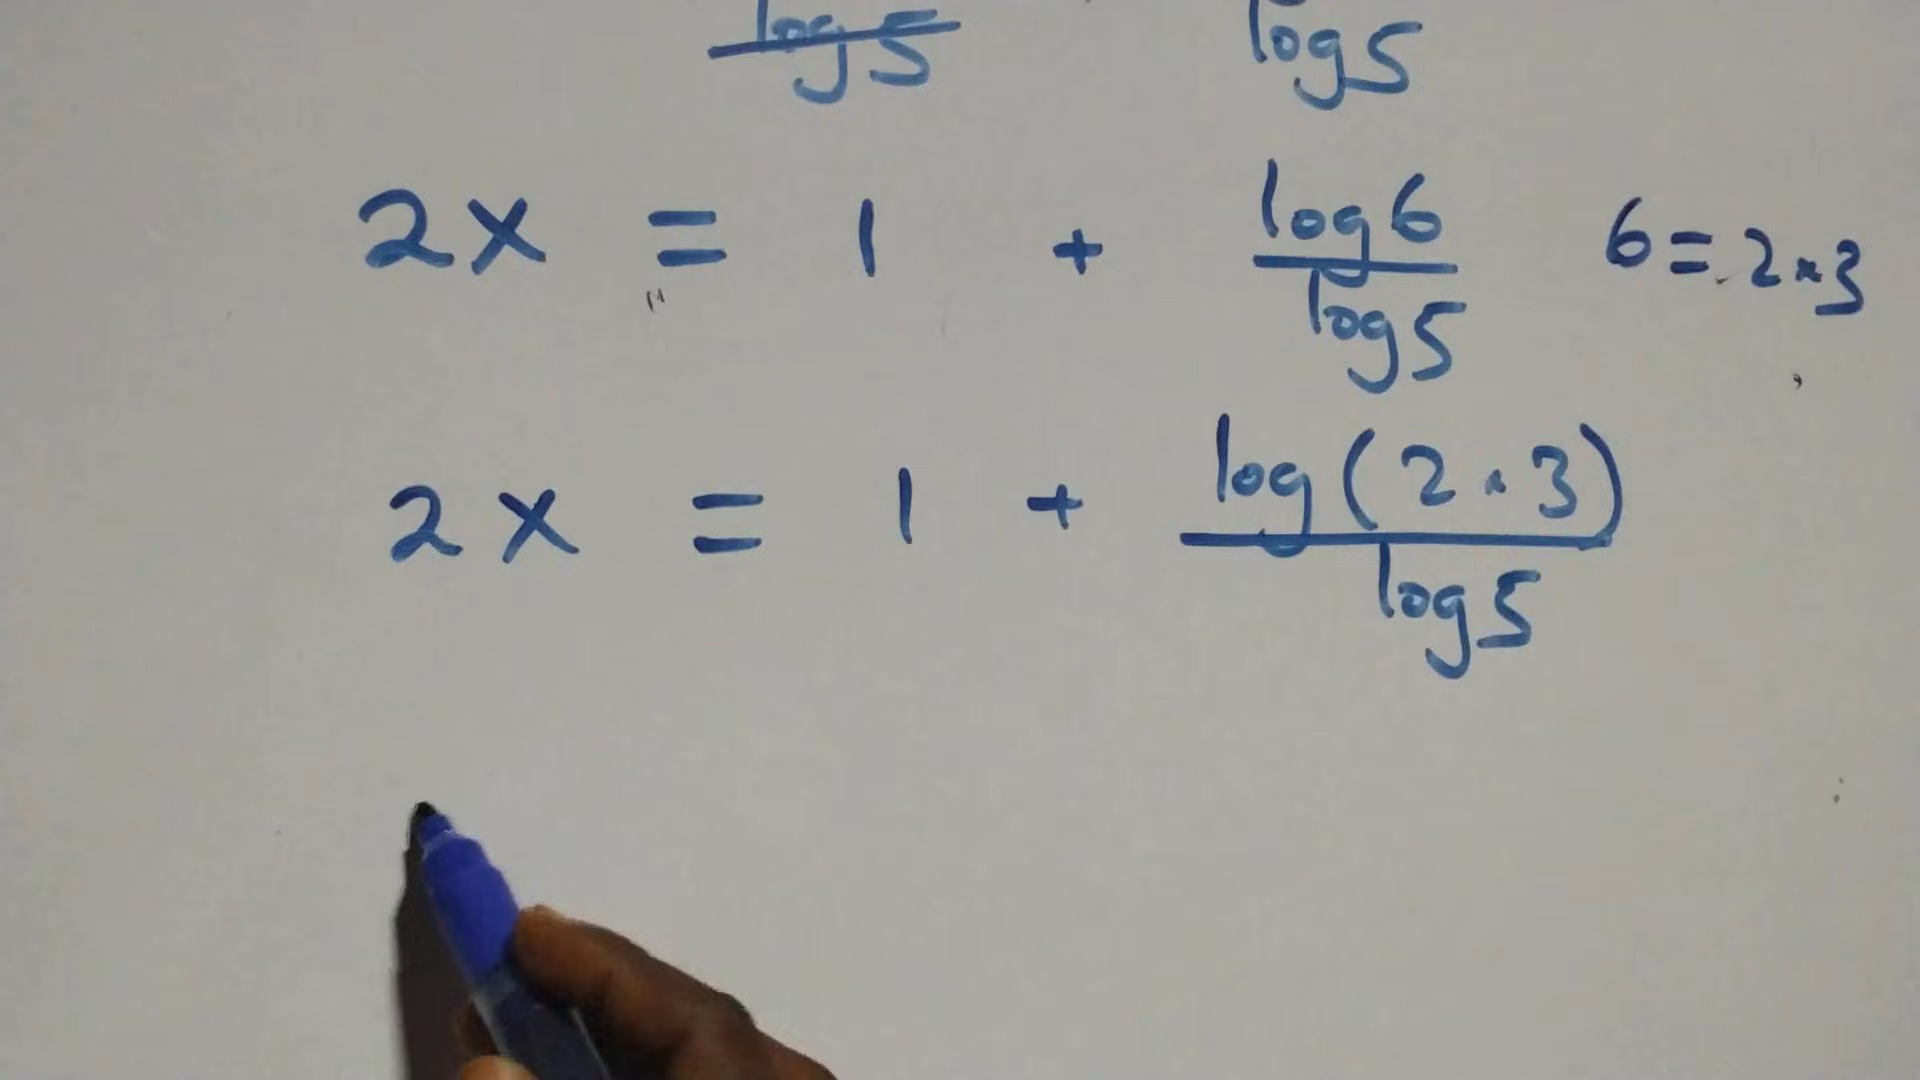 log 5 log 5
2x = 1 + log 6 / log 5 6 = 2 × 3
2x = 1 + log (2 × 3) / log 5